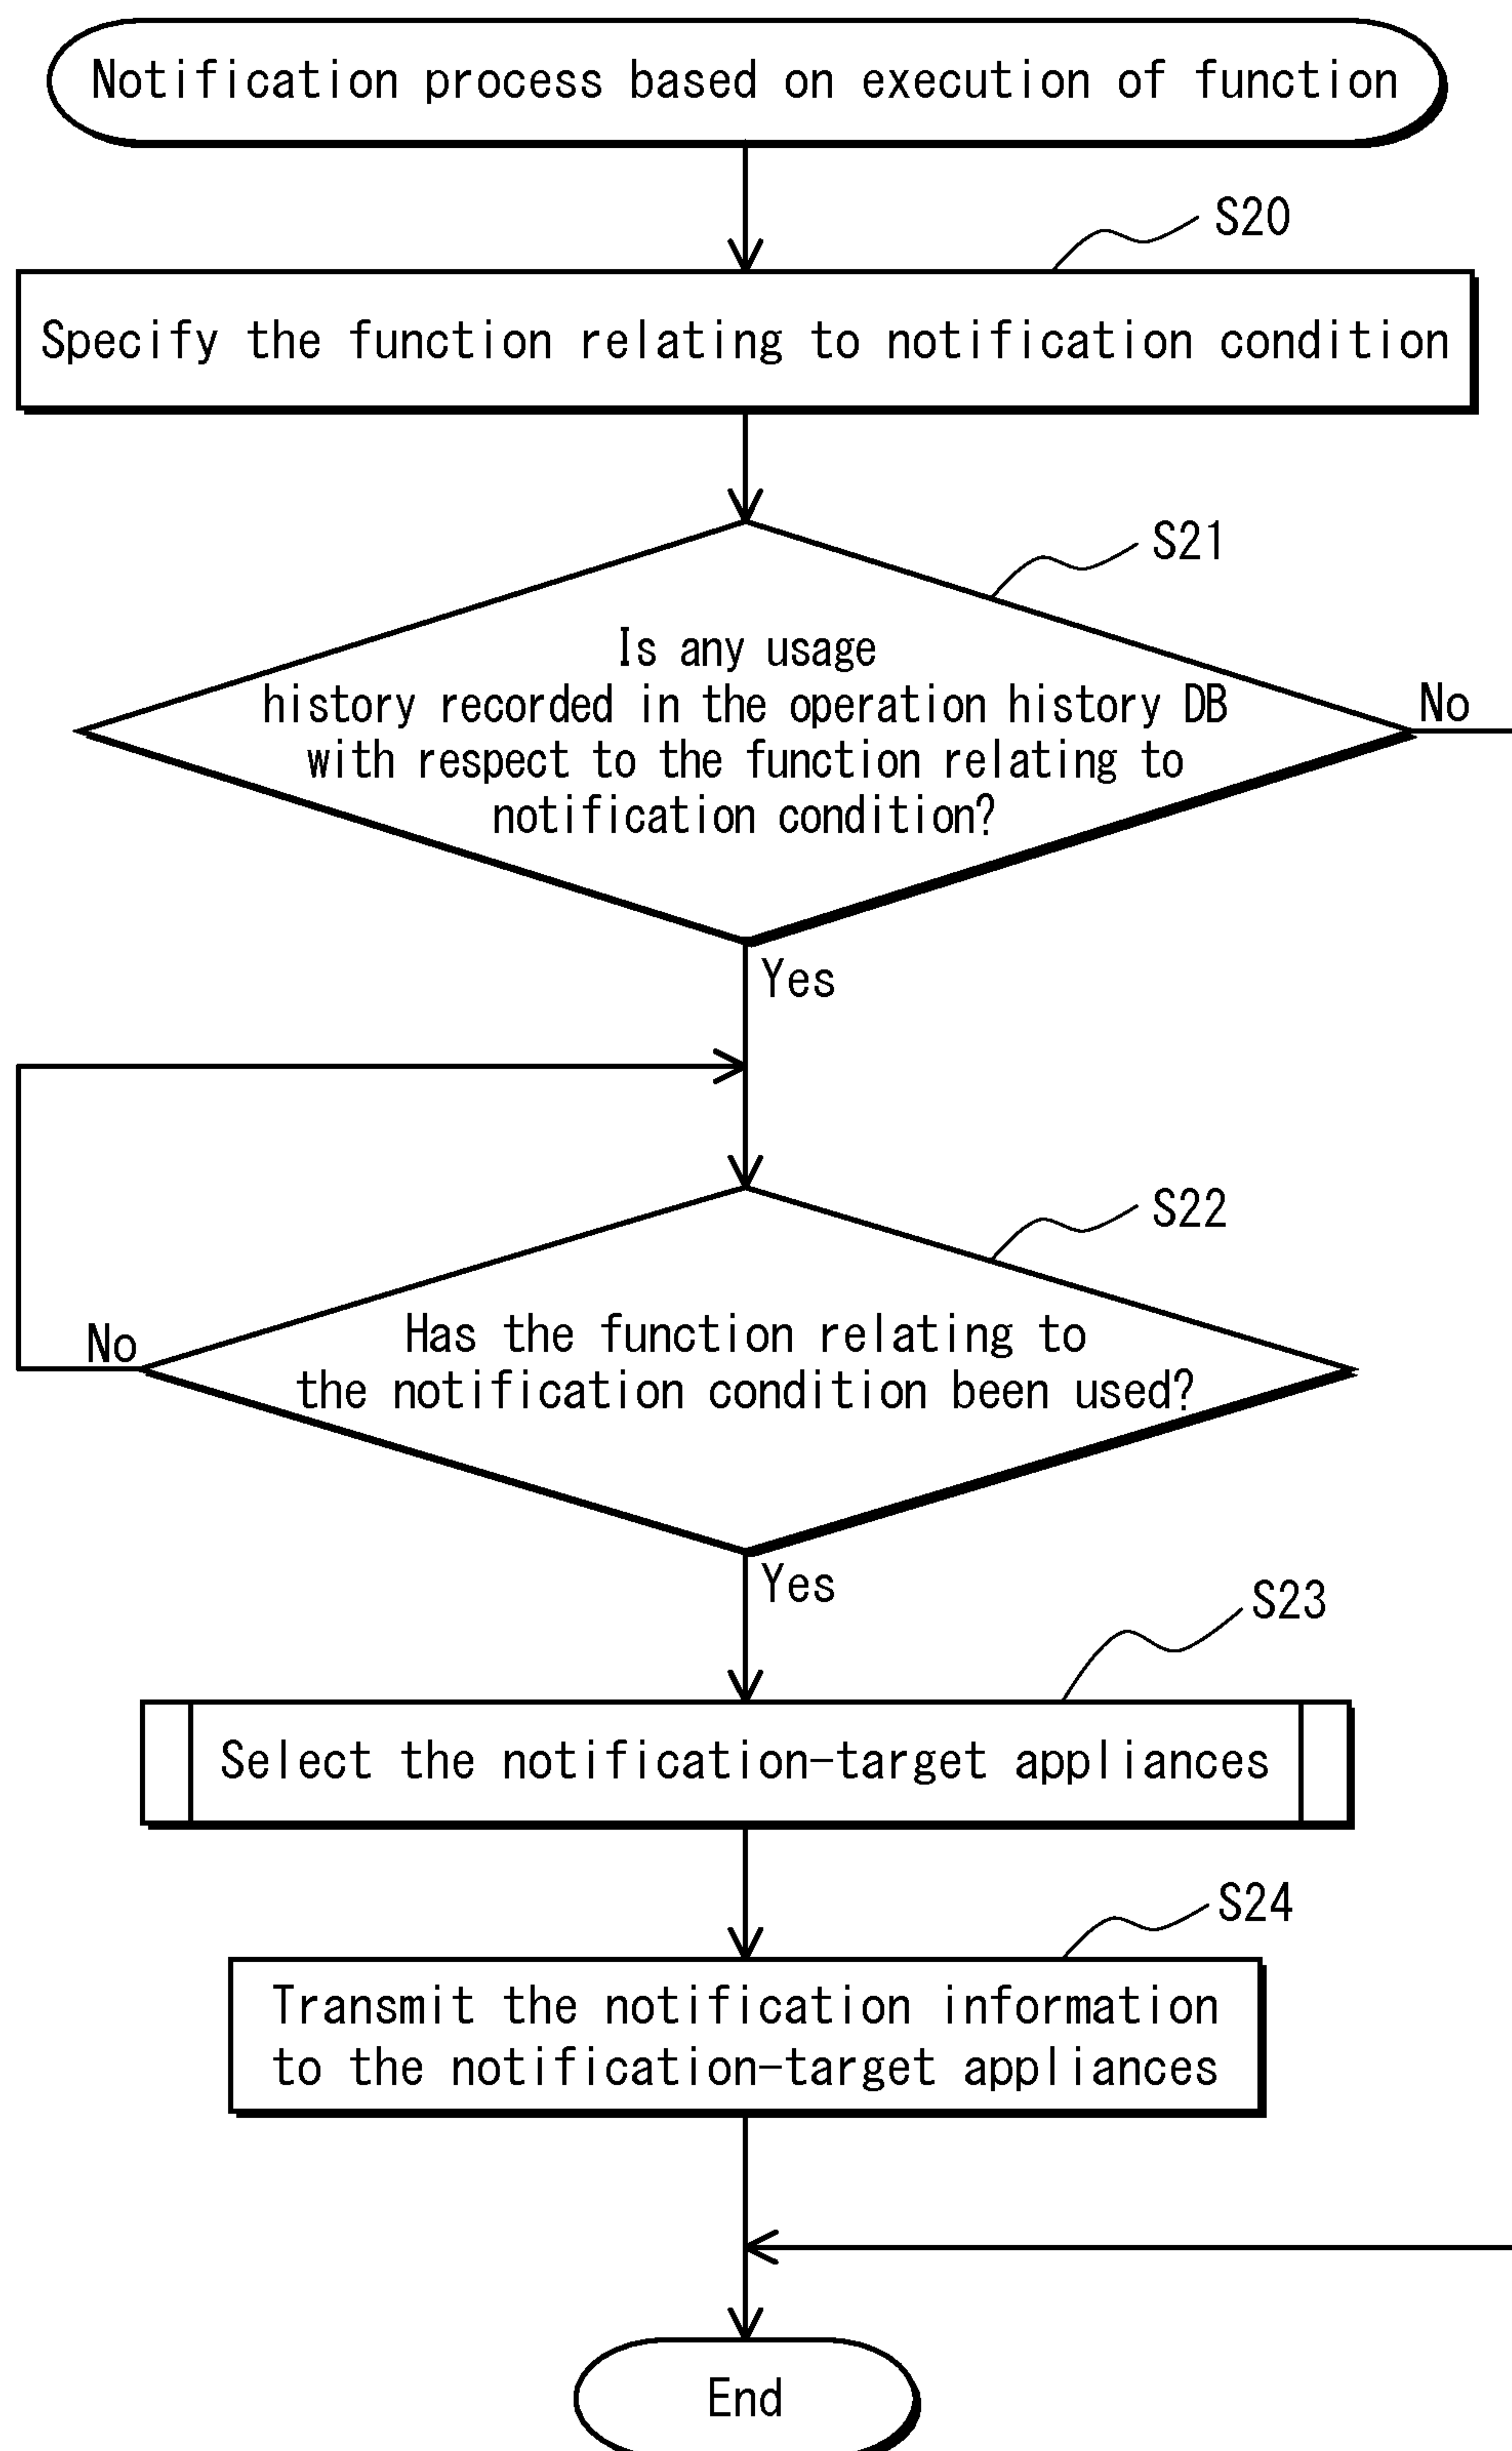 Notification process based on execution of function
S20
Specify the function relating to notification condition
S21
Is any usage
history recorded in the operation history DB
with respect to the function relating to
notification condition?
No
Yes
S22
Has the function relating to
the notification condition been used?
No
Yes
S23
Select the notification-target appliances
S24
Transmit the notification information
to the notification-target appliances
End